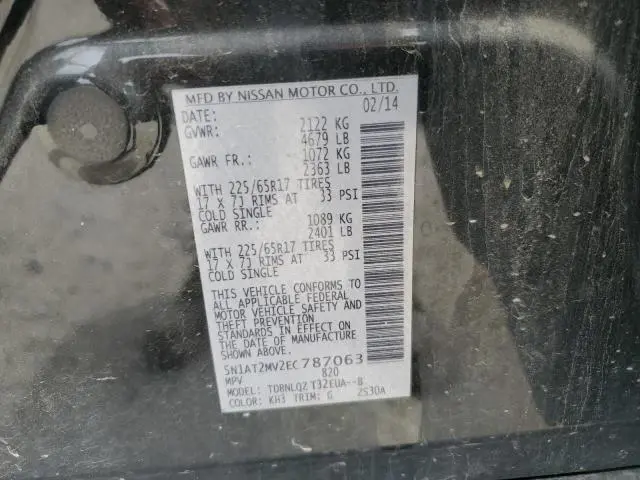 MFD BY NISSAN MOTOR CO., LTD.
DATE: 02/14
GVWR: 2122 KG
4679 LB
GAWR FR.: 1072 KG
2363 LB
WITH 225/65R17 TIRES
17 X 7J RIMS AT 33 PSI
COLD SINGLE
GAWR RR.: 1089 KG
2401 LB
WITH 225/65R17 TIRES
17 X 7J RIMS AT 33 PSI
COLD SINGLE
THIS VEHICLE CONFORMS TO
ALL APPLICABLE FEDERAL
MOTOR VEHICLE SAFETY AND
THEFT PREVENTION
STANDARDS IN EFFECT ON
THE DATE OF MANUFACTURE
SHOWN ABOVE.
5N1AT2MV2EC787063
MPV 820
MODEL: TDBNLQZ T32EUA--B
COLOR: KH3 TRIM: G 2S30A